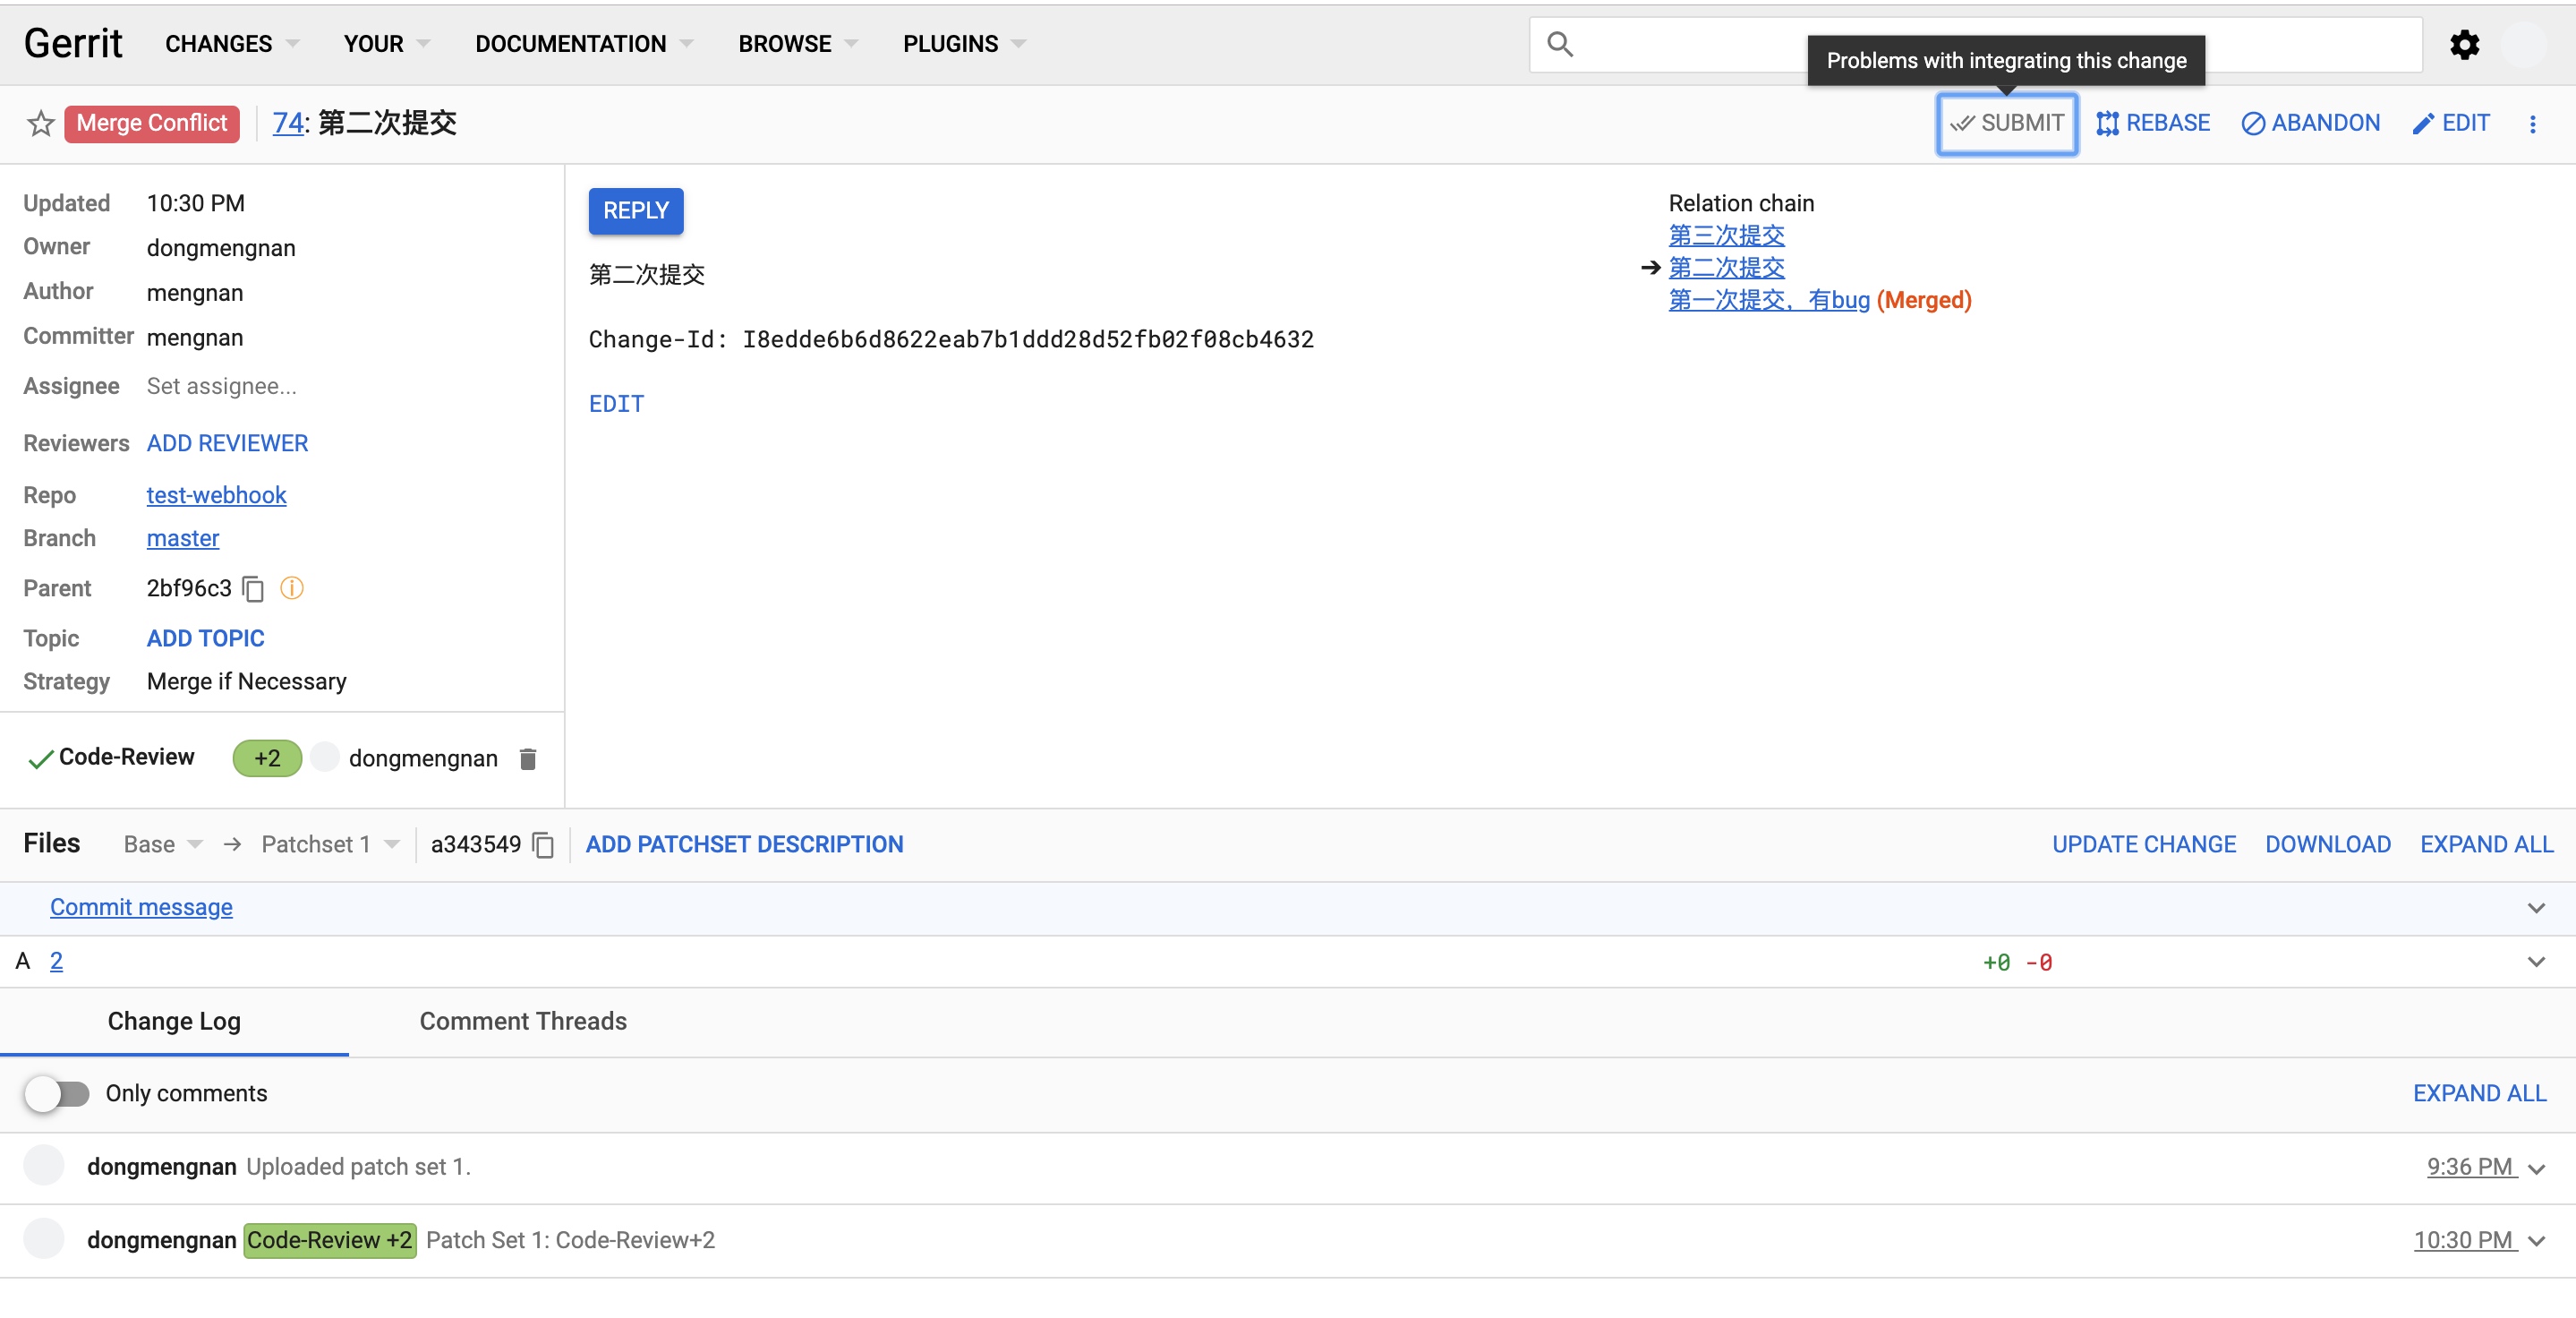 Gerrit CHANGES YOUR DOCUMENTATION BROWSE PLUGINS
Problems with integrating this change
Merge Conflict 74: 第二次提交 SUBMIT REBASE ABANDON EDIT
Updated 10:30 PM
Owner dongmengnan
Author mengnan
Committer mengnan
Assignee Set assignee...
Reviewers ADD REVIEWER
Repo test-webhook
Branch master
Parent 2bf96c3
Topic ADD TOPIC
Strategy Merge if Necessary
Code-Review +2 dongmengnan
REPLY
第二次提交
Change-Id: I8edde6b6d8622eab7b1ddd28d52fb02f08cb4632
EDIT
Relation chain
第三次提交
➔ 第二次提交
第一次提交，有bug (Merged)
Files Base → Patchset 1 a343549 ADD PATCHSET DESCRIPTION UPDATE CHANGE DOWNLOAD EXPAND ALL
Commit message
A 2 +0 -0
Change Log Comment Threads
Only comments EXPAND ALL
dongmengnan Uploaded patch set 1. 9:36 PM
dongmengnan Code-Review +2 Patch Set 1: Code-Review+2 10:30 PM